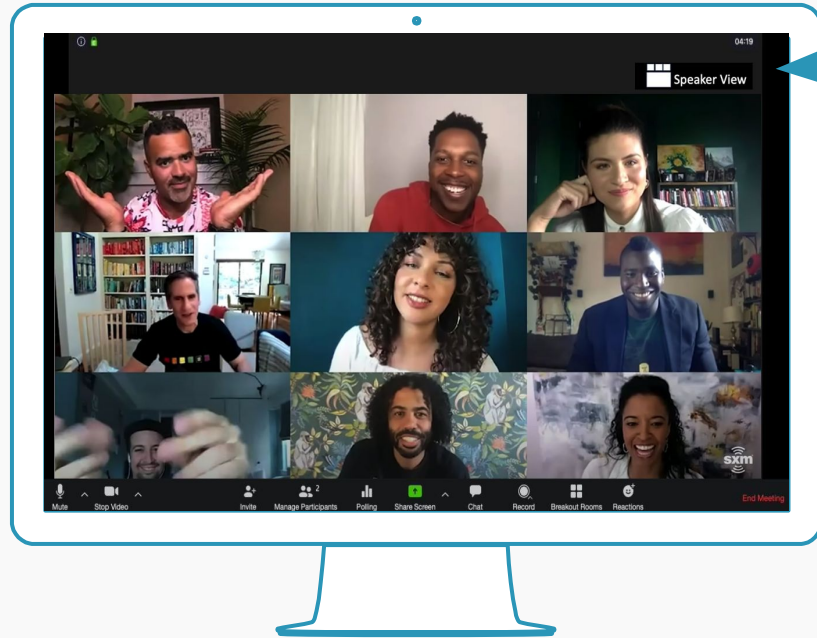 04:19
Speaker View
sxm
2
Mute
Stop Video
Invite
Manage Participants
Polling
Share Screen
Chat
Record
Breakout Rooms
Reactions
End Meeting